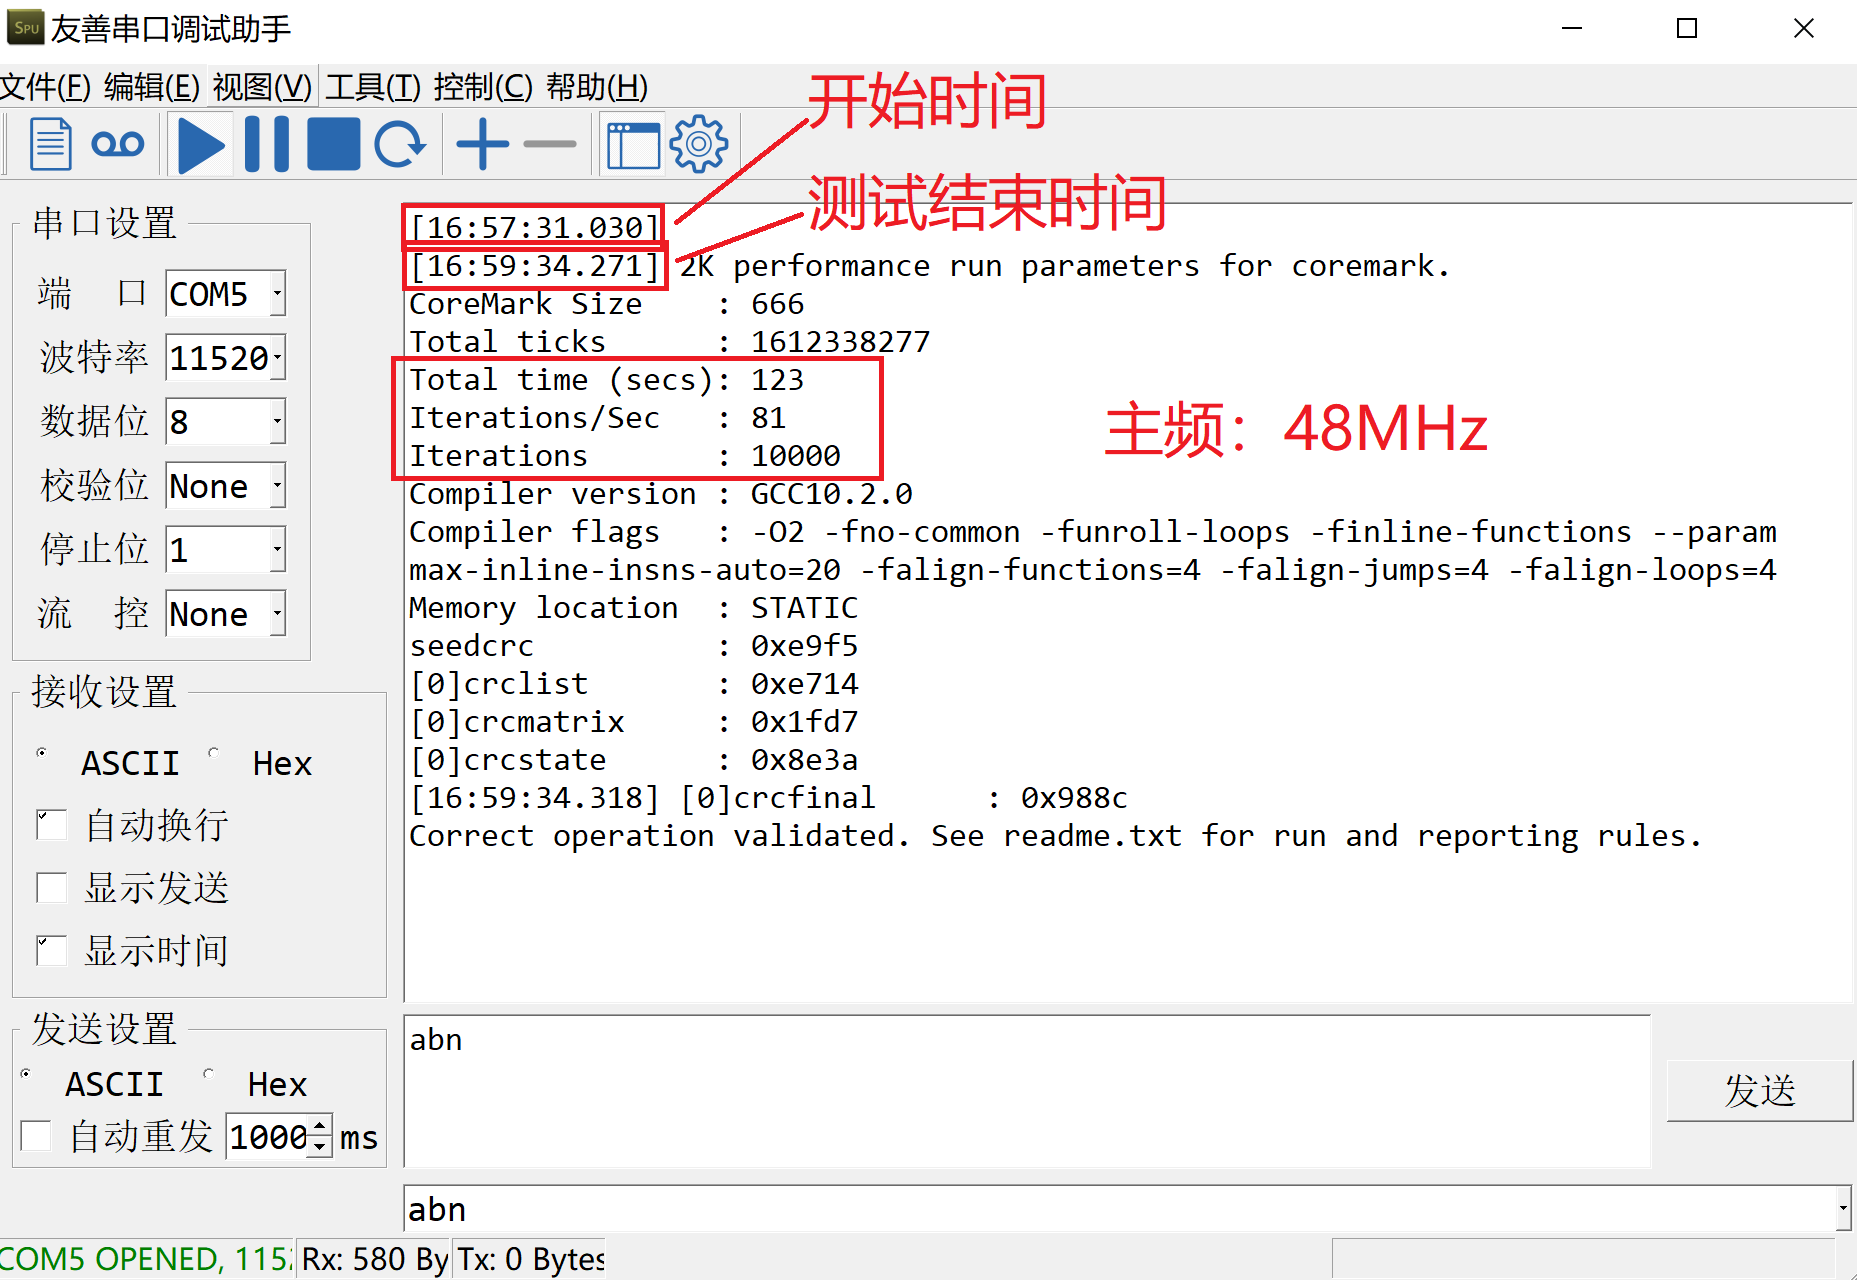 SPU 友善串口调试助手
文件(F) 编辑(E) 视图(V) 工具(T) 控制(C) 帮助(H)
开始时间
测试结束时间
串口设置
端 口 COM5
波特率 11520
数据位 8
校验位 None
停止位 1
流 控 None
接收设置
ASCII Hex
自动换行
显示发送
显示时间
发送设置
ASCII Hex
自动重发 1000 ms
[16:57:31.030]
[16:59:34.271] 2K performance run parameters for coremark.
CoreMark Size : 666
Total ticks : 1612338277
Total time (secs): 123
Iterations/Sec : 81
Iterations : 10000
主频：48MHz
Compiler version : GCC10.2.0
Compiler flags : -O2 -fno-common -funroll-loops -finline-functions --param
max-inline-insns-auto=20 -falign-functions=4 -falign-jumps=4 -falign-loops=4
Memory location : STATIC
seedcrc : 0xe9f5
[0]crclist : 0xe714
[0]crcmatrix : 0x1fd7
[0]crcstate : 0x8e3a
[16:59:34.318] [0]crcfinal : 0x988c
Correct operation validated. See readme.txt for run and reporting rules.
abn
发送
abn
COM5 OPENED, 1152 Rx: 580 By Tx: 0 Bytes